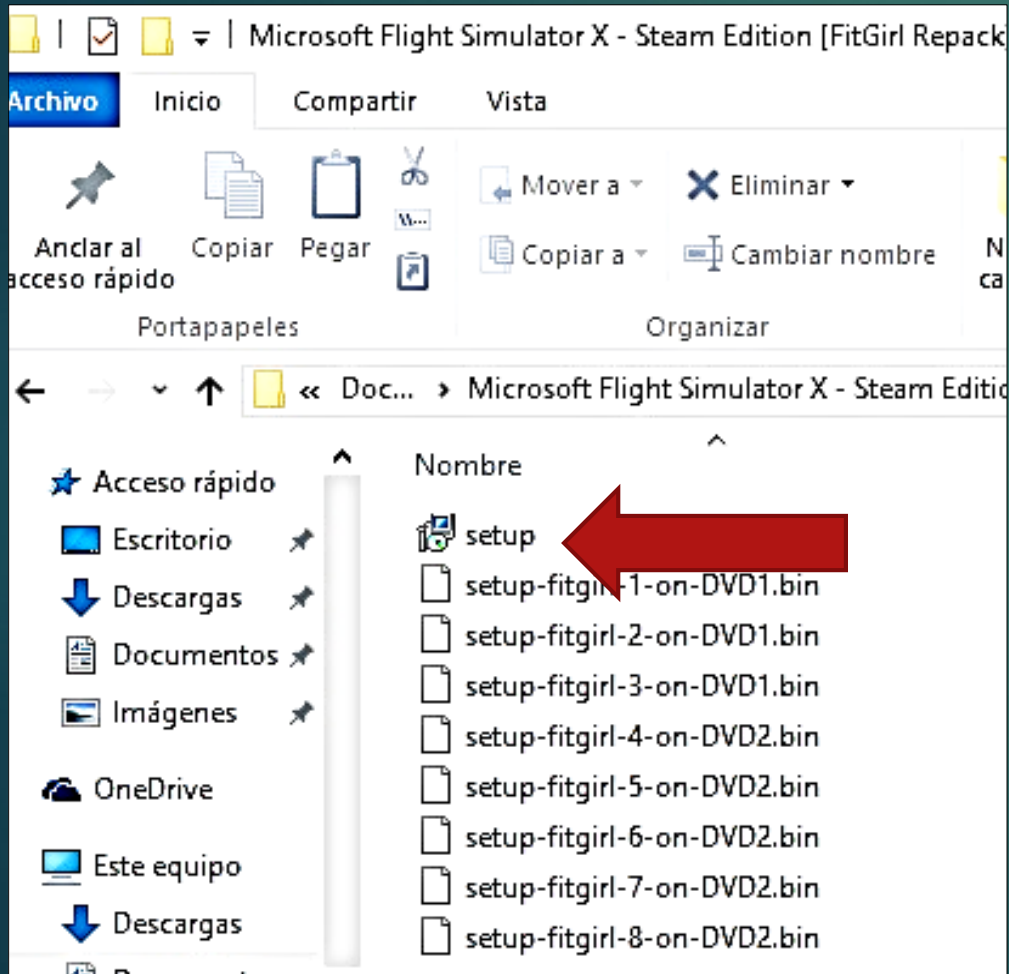 Microsoft Flight Simulator X - Steam Edition [FitGirl Repack
Archivo Inicio Compartir Vista
Anclar al acceso rápido
Copiar
Pegar
Mover a
Copiar a
Eliminar
Cambiar nombre
N
ca
Portapapeles
Organizar
« Doc... › Microsoft Flight Simulator X - Steam Editio
Acceso rápido
Escritorio
Descargas
Documentos
Imágenes
OneDrive
Este equipo
Descargas
Nombre
setup
setup-fitgirl-1-on-DVD1.bin
setup-fitgirl-2-on-DVD1.bin
setup-fitgirl-3-on-DVD1.bin
setup-fitgirl-4-on-DVD2.bin
setup-fitgirl-5-on-DVD2.bin
setup-fitgirl-6-on-DVD2.bin
setup-fitgirl-7-on-DVD2.bin
setup-fitgirl-8-on-DVD2.bin